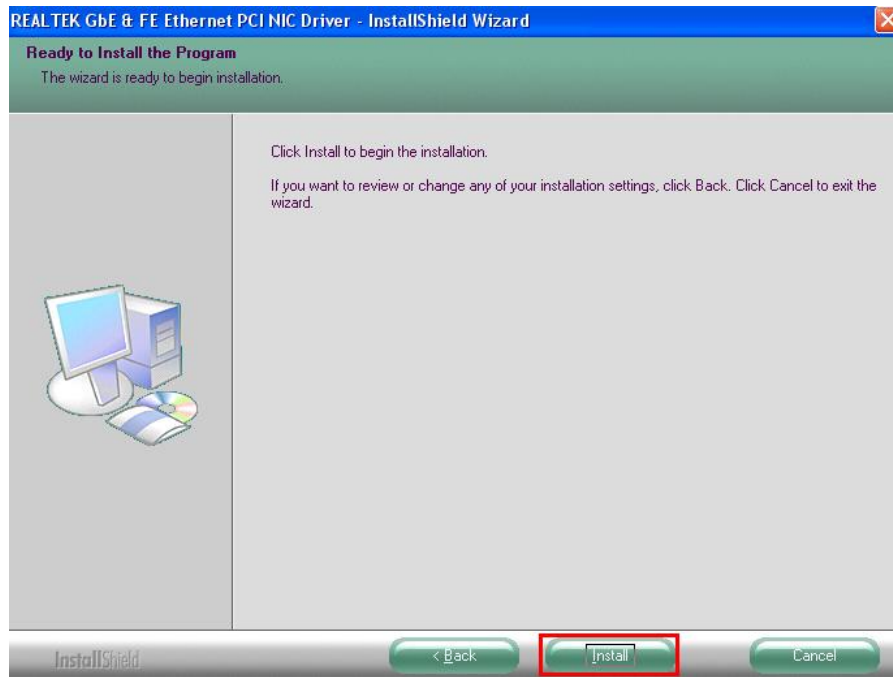 REALTEK GbE & FE Ethernet PCI NIC Driver - InstallShield Wizard
Ready to Install the Program
The wizard is ready to begin installation.
Click Install to begin the installation.
If you want to review or change any of your installation settings, click Back. Click Cancel to exit the
wizard.
InstallShield
< Back
Install
Cancel